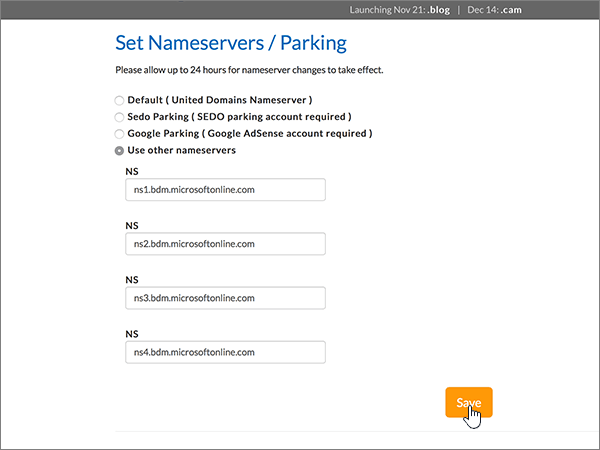 Launching Nov 21: .blog | Dec 14: .cam
Set Nameservers / Parking
Please allow up to 24 hours for nameserver changes to take effect.
Default ( United Domains Nameserver )
Sedo Parking ( SEDO parking account required )
Google Parking ( Google AdSense account required )
Use other nameservers
NS
ns1.bdm.microsoftonline.com
NS
ns2.bdm.microsoftonline.com
NS
ns3.bdm.microsoftonline.com
NS
ns4.bdm.microsoftonline.com
Save